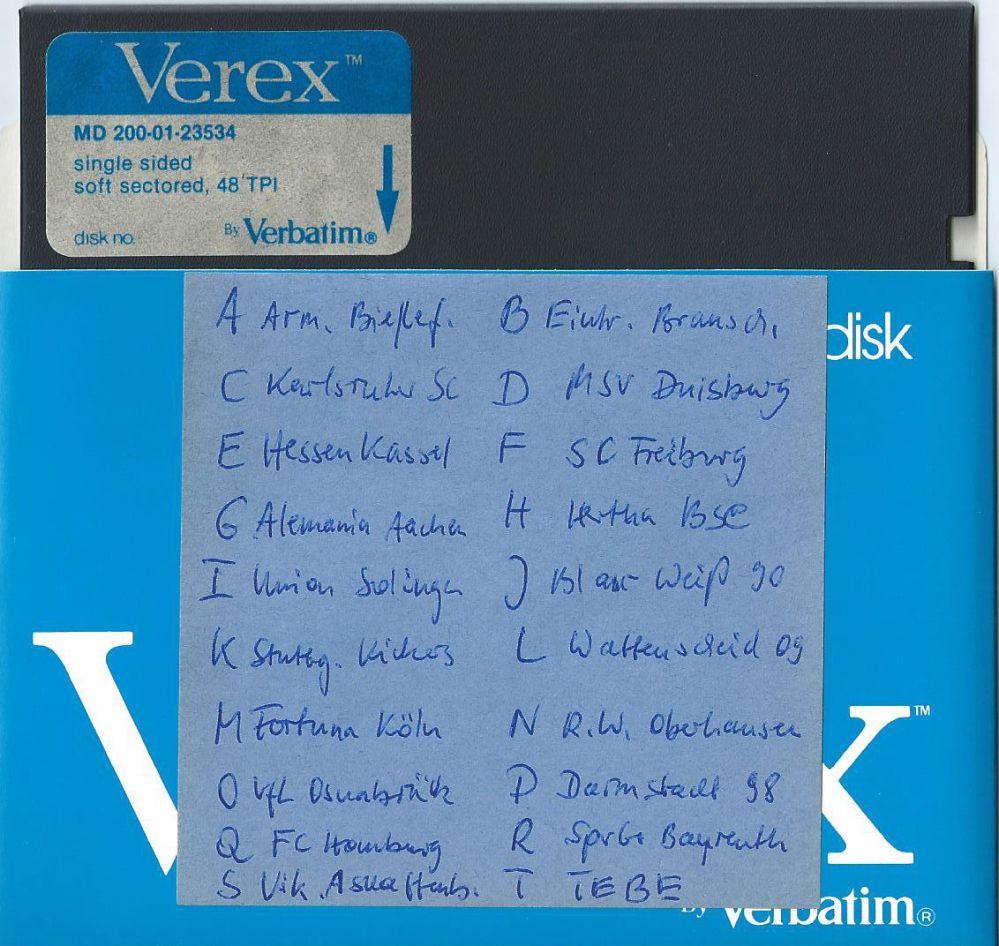 Verex™
MD 200-01-23534
single sided
soft sectored, 48 TPI
disk no.
By Verbatim®
disk
A Arm. Bielef. B Eintr. Braunsch.
C Karlsruher SC D MSV Duisburg
E Hessen Kassel F SC Freiburg
G Alemania Aachen H Hertha BSC
I Union Solingen J Blau Weiß 90
K Stuttg. Kickers L Wattenscheid 09
M Fortuna Köln N R.W. Oberhausen
O VfL Osnabrück P Darmstadt 98
Q FC Homburg R SpVgg Bayreuth
S Vik. Aschaffenb. T TEBE
V x™
By Verbatim®